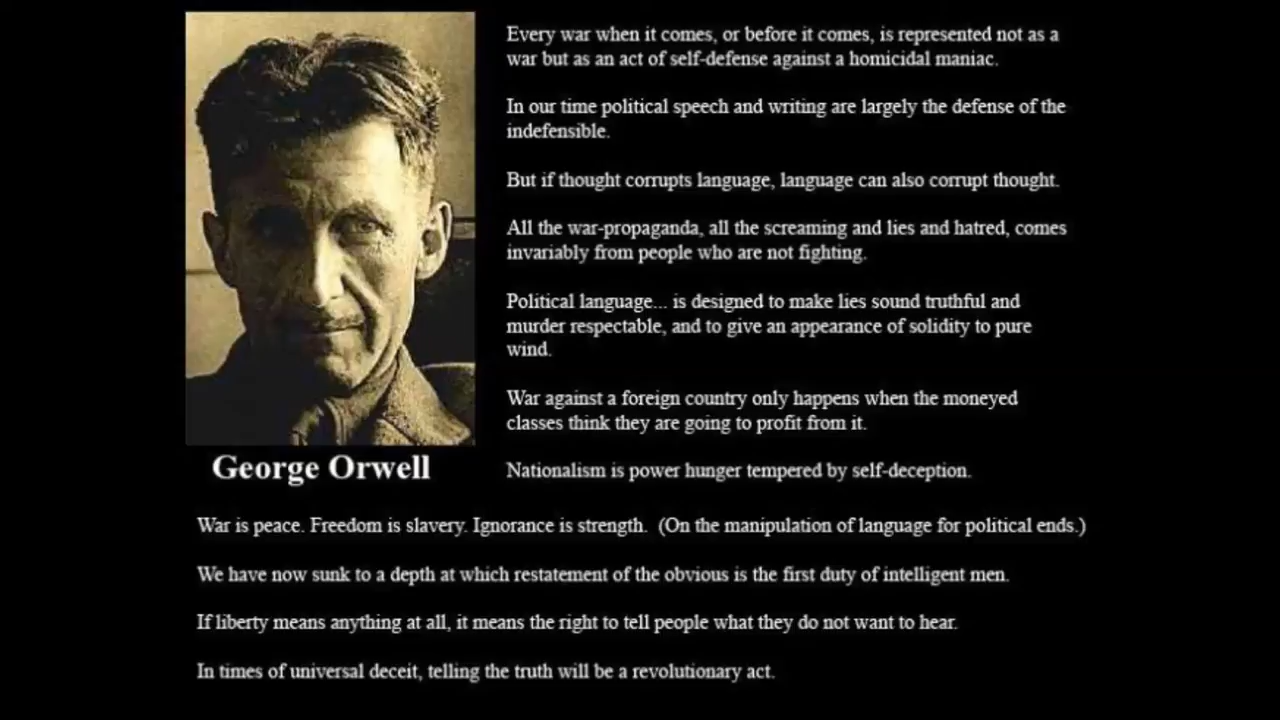 Every war when it comes, or before it comes, is represented not as a
war but as an act of self-defense against a homicidal maniac.
In our time political speech and writing are largely the defense of the
indefensible.
But if thought corrupts language, language can also corrupt thought.
All the war-propaganda, all the screaming and lies and hatred, comes
invariably from people who are not fighting.
Political language... is designed to make lies sound truthful and
murder respectable, and to give an appearance of solidity to pure
wind.
War against a foreign country only happens when the moneyed
classes think they are going to profit from it.
George Orwell
Nationalism is power hunger tempered by self-deception.
War is peace. Freedom is slavery. Ignorance is strength.  (On the manipulation of language for political ends.)
We have now sunk to a depth at which restatement of the obvious is the first duty of intelligent men.
If liberty means anything at all, it means the right to tell people what they do not want to hear.
In times of universal deceit, telling the truth will be a revolutionary act.